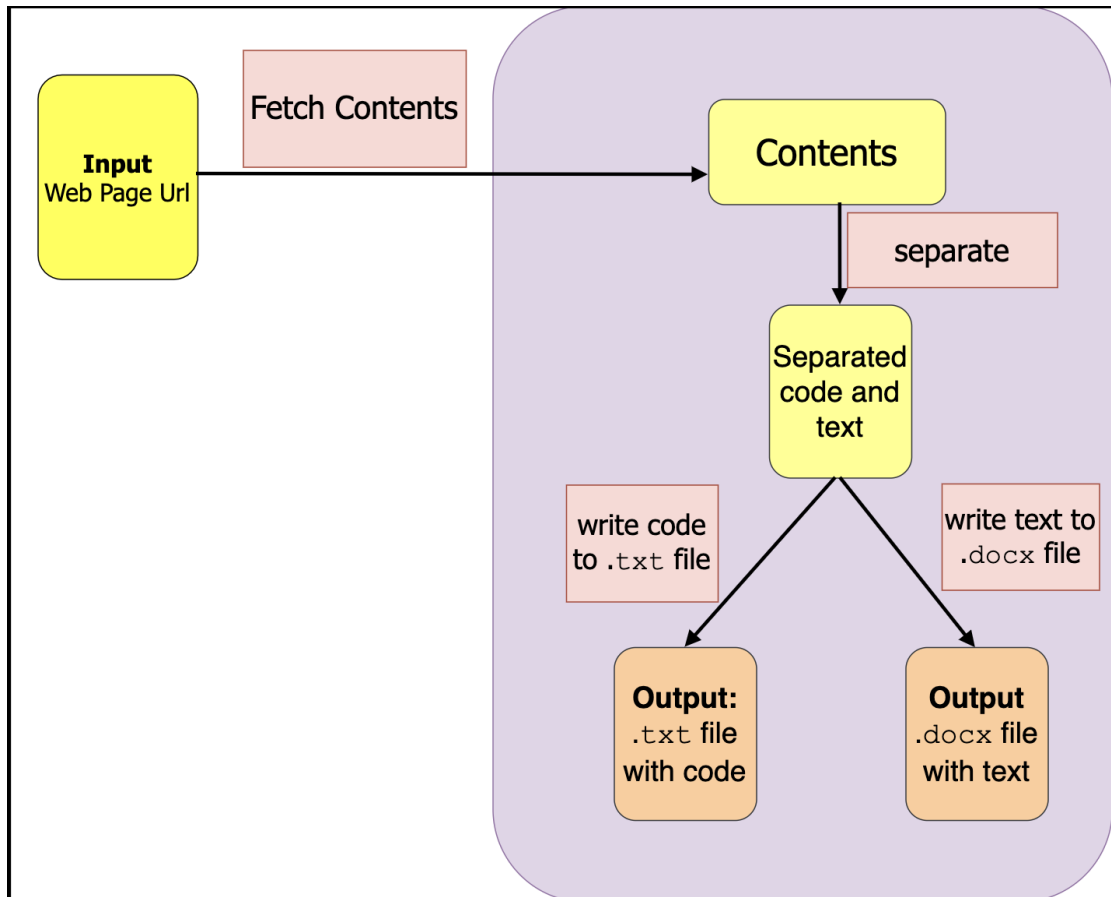 Fetch Contents
Input
Web Page Url
Contents
separate
Separated
code and
text
write code
to .txt file
write text to
.docx file
Output:
.txt file
with code
Output
.docx file
with text